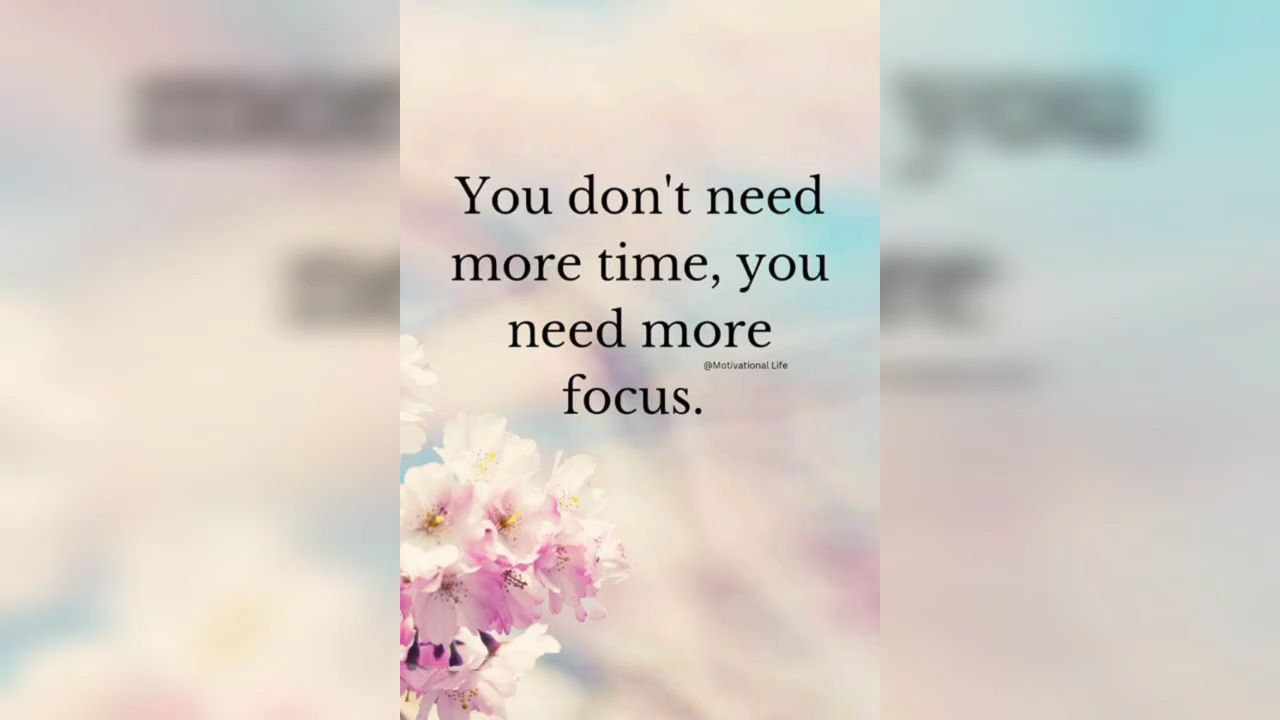 You don't need
more time, you
need more
@Motivational Life
focus.